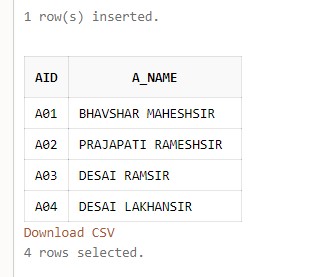 1 row(s) inserted.
AID A_NAME
A01 BHAVSHAR MAHESHSIR
A02 PRAJAPATI RAMESHSIR
A03 DESAI RAMSIR
A04 DESAI LAKHANSIR
Download CSV
4 rows selected.